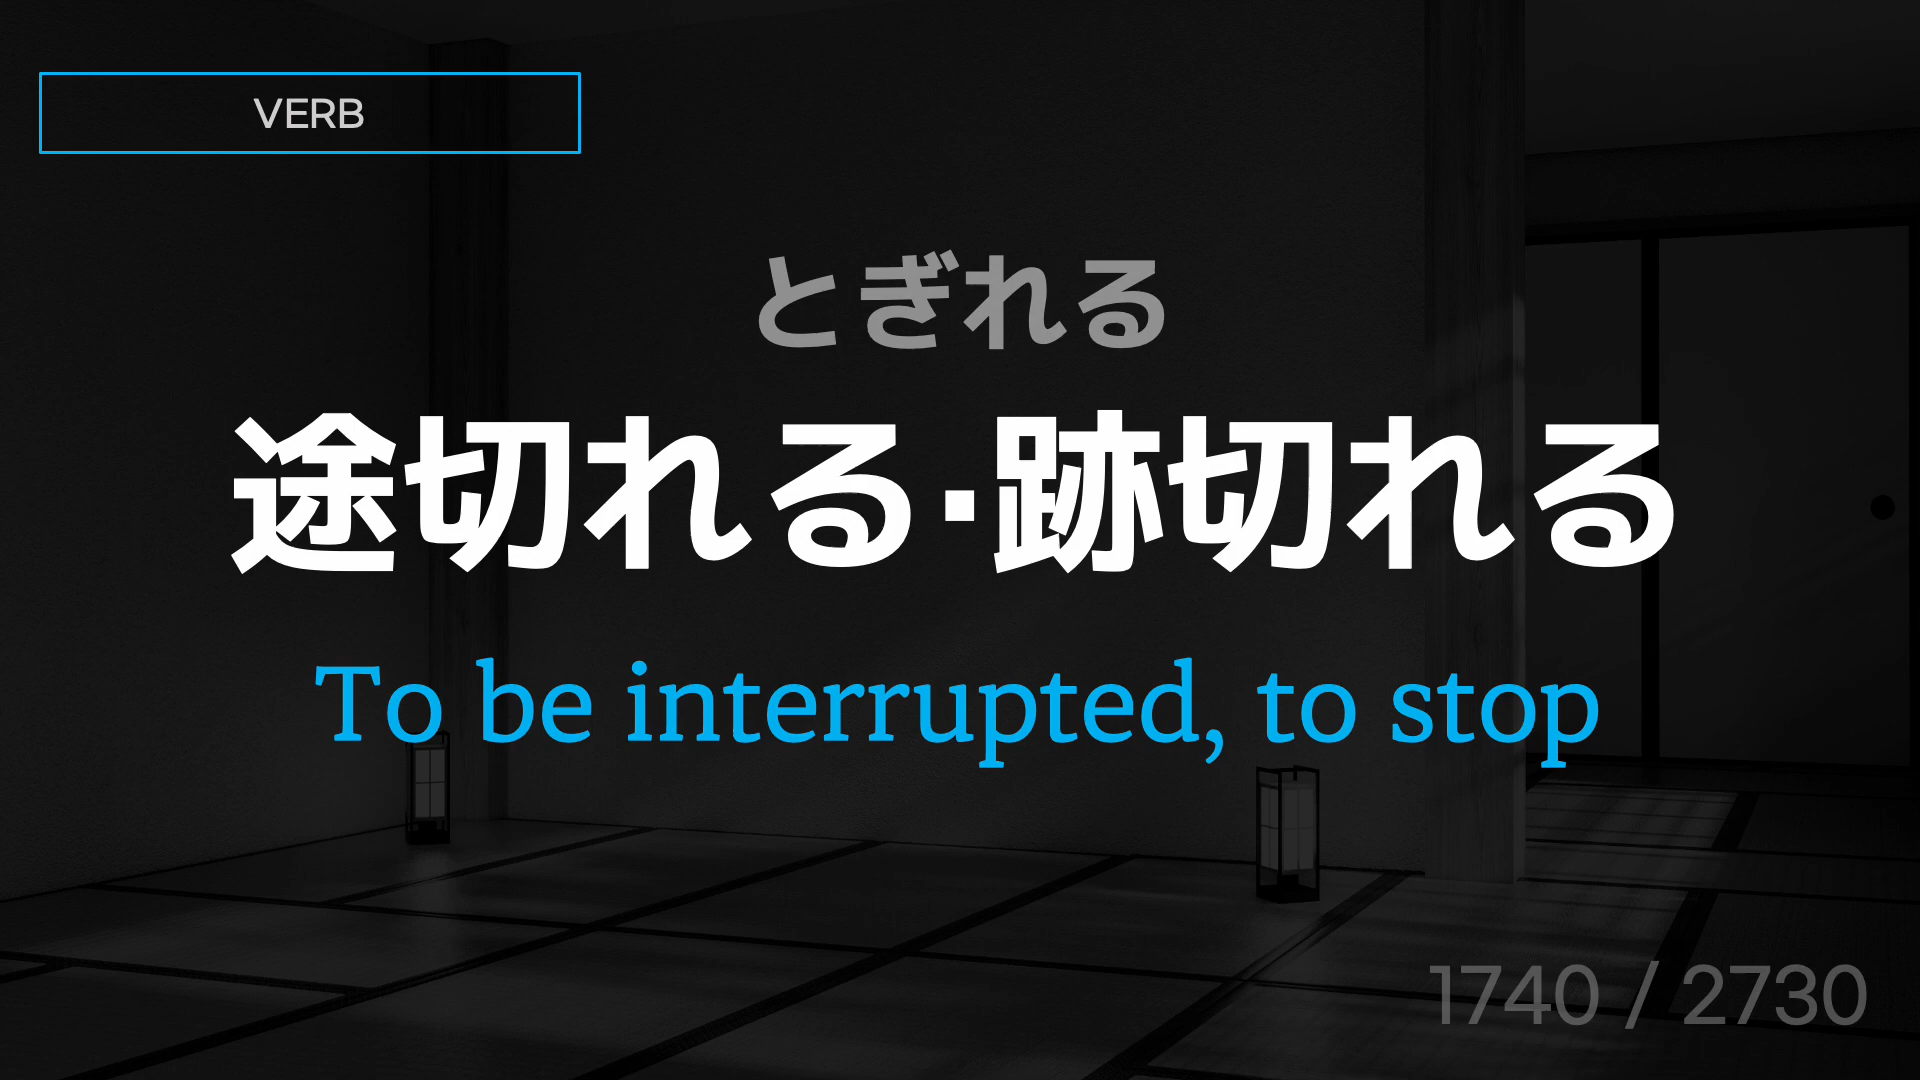 VERB
とぎれる
途切れる·跡切れる
To be interrupted, to stop
1740 / 2730